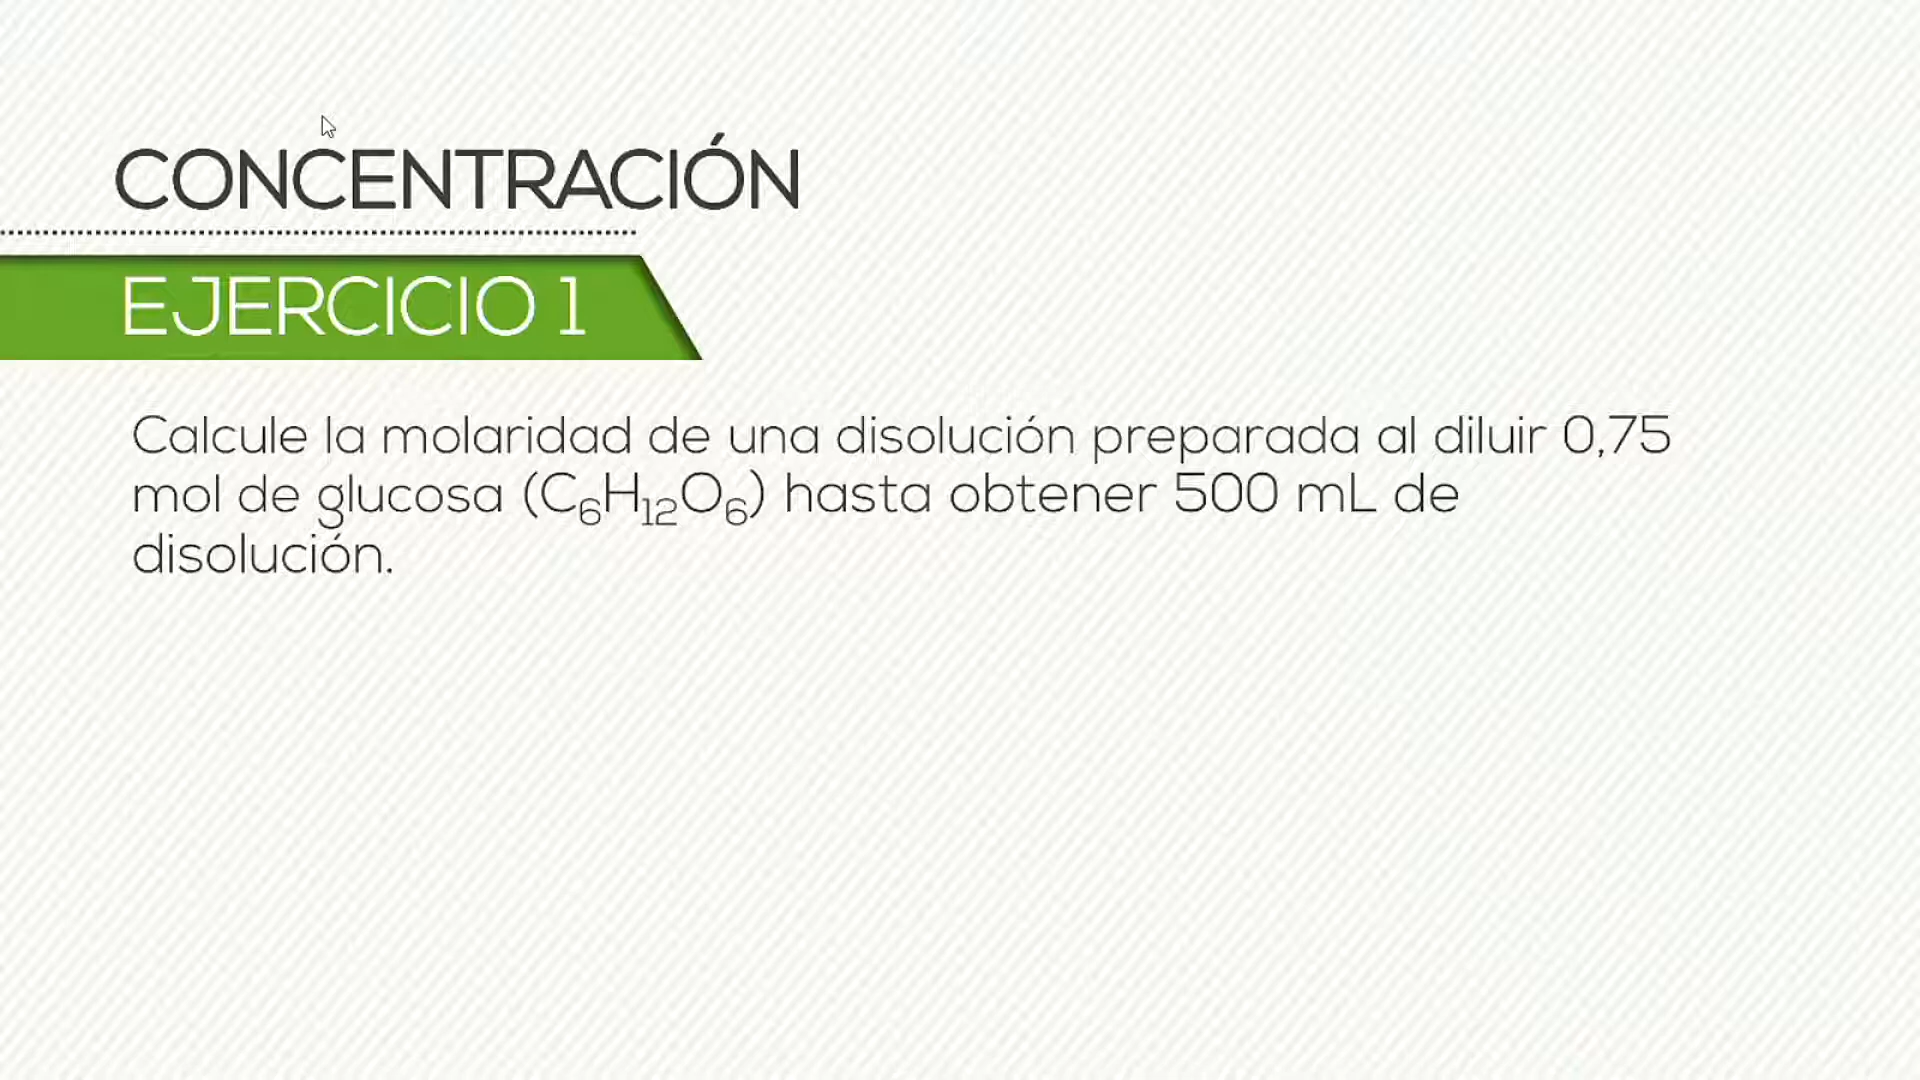 CONCENTRACIÓN
EJERCICIO 1
Calcule la molaridad de una disolución preparada al diluir 0,75
mol de glucosa (C₆H₁₂O₆) hasta obtener 500 mL de
disolución.